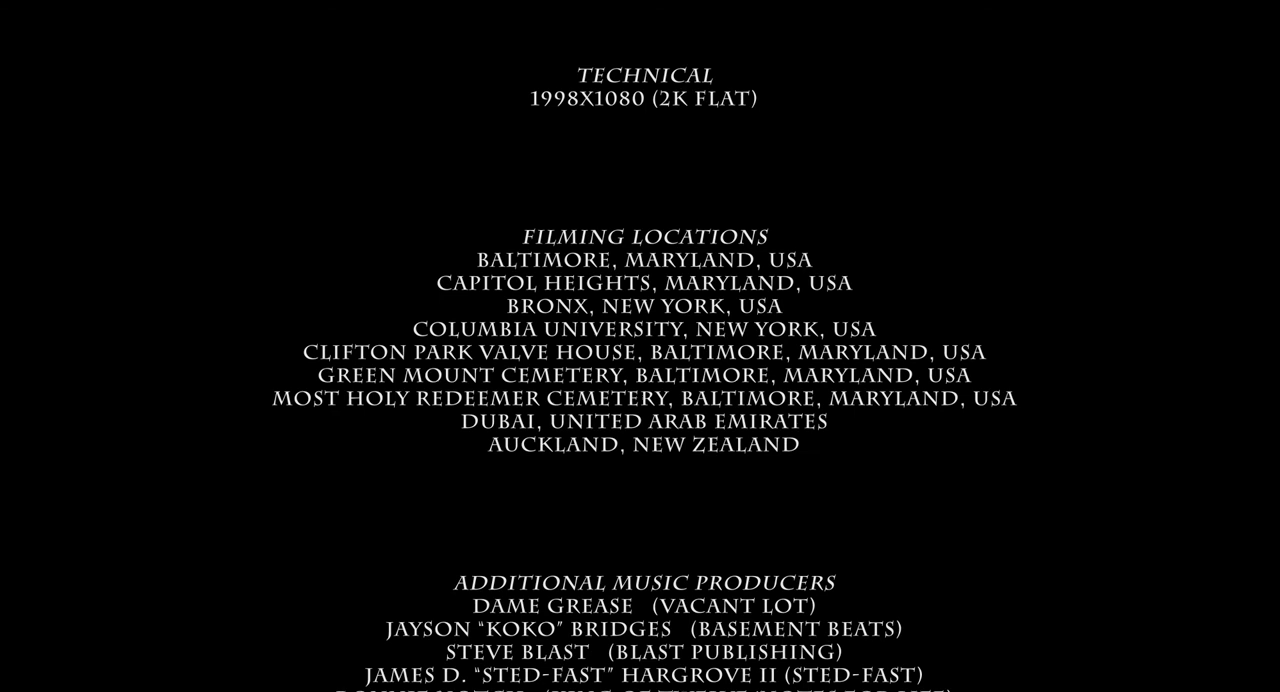 TECHNICAL
1998X1080 (2K FLAT)
FILMING LOCATIONS
BALTIMORE, MARYLAND, USA
CAPITOL HEIGHTS, MARYLAND, USA
BRONX, NEW YORK, USA
COLUMBIA UNIVERSITY, NEW YORK, USA
CLIFTON PARK VALVE HOUSE, BALTIMORE, MARYLAND, USA
GREEN MOUNT CEMETERY, BALTIMORE, MARYLAND, USA
MOST HOLY REDEEMER CEMETERY, BALTIMORE, MARYLAND, USA
DUBAI, UNITED ARAB EMIRATES
AUCKLAND, NEW ZEALAND
ADDITIONAL MUSIC PRODUCERS
DAME GREASE (VACANT LOT)
JAYSON “KOKO” BRIDGES (BASEMENT BEATS)
STEVE BLAST (BLAST PUBLISHING)
JAMES D. “STED-FAST” HARGROVE II (STED-FAST)